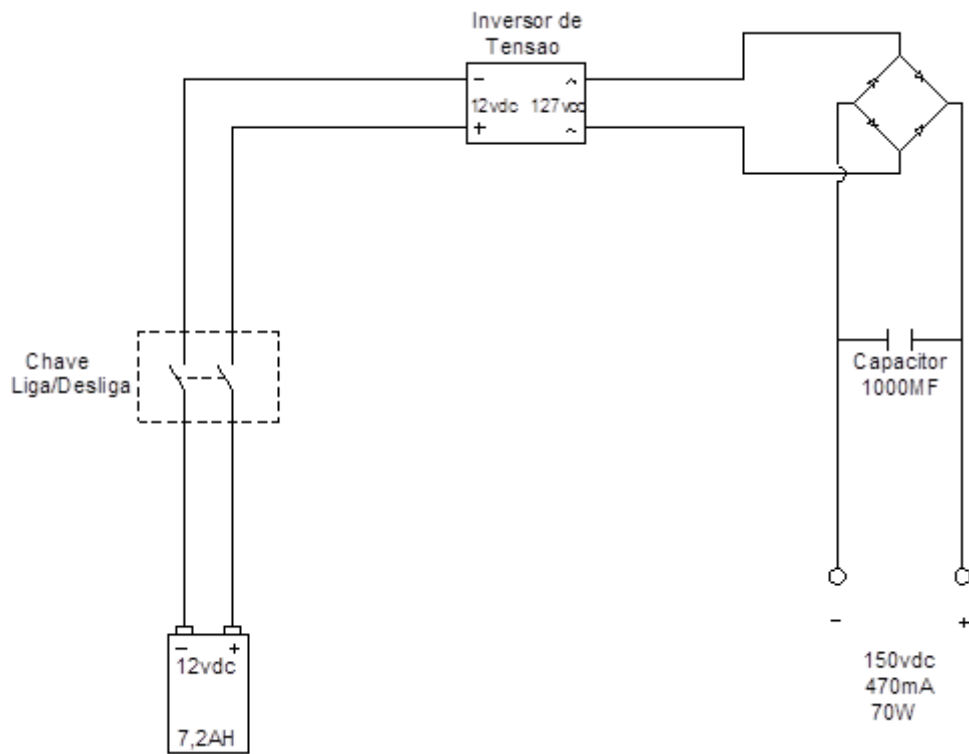 Inversor de
Tensao
- ~
12vdc 127vcc
+ ~
Chave
Liga/Desliga
Capacitor
1000MF
- +
150vdc
470mA
70W
- +
12vdc
7,2AH